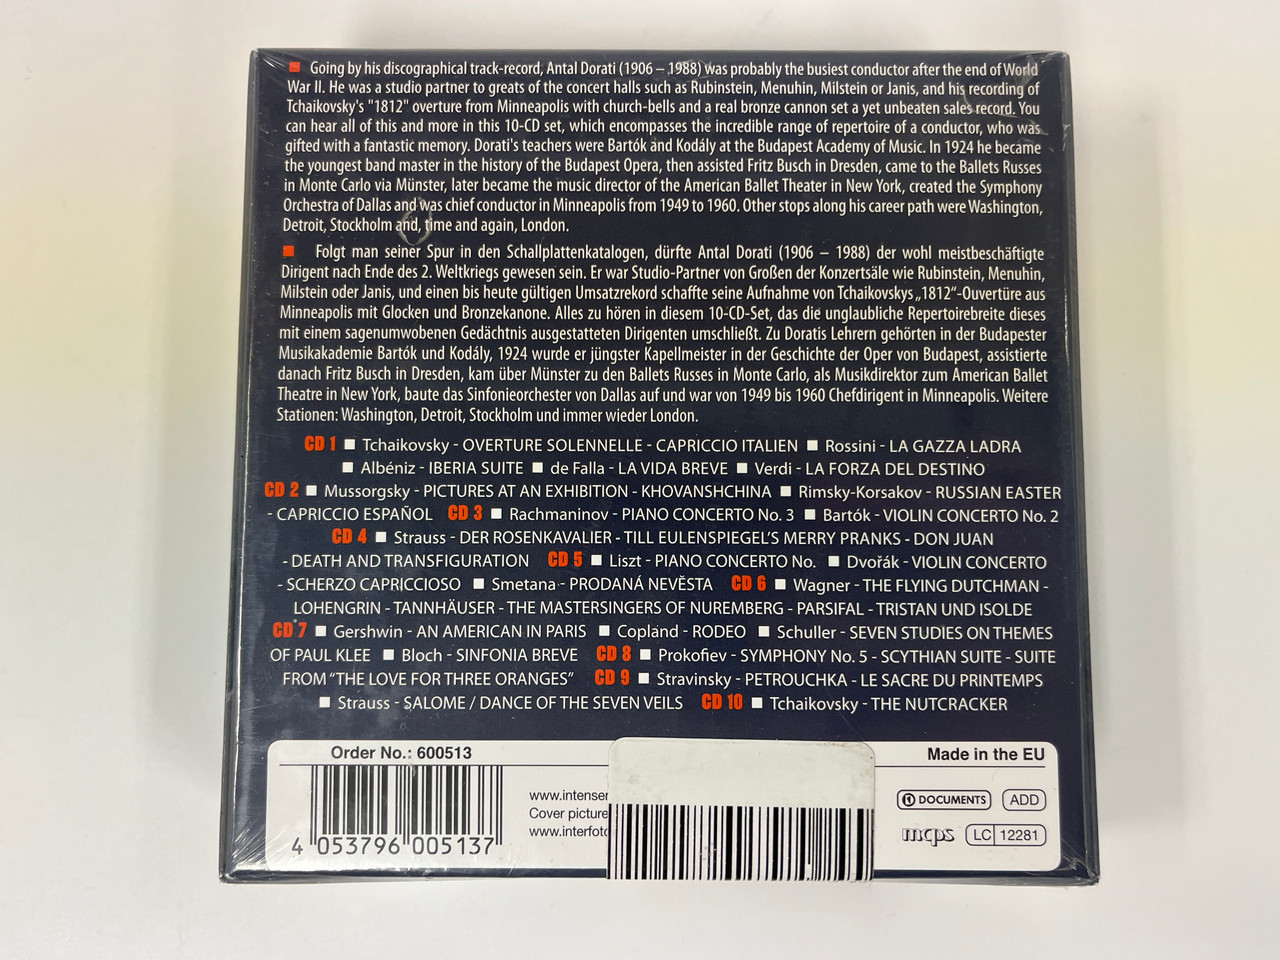 ■ Going by his discographical track-record, Antal Dorati (1906 – 1988) was probably the busiest conductor after the end of World
War II. He was a studio partner to greats of the concert halls such as Rubinstein, Menuhin, Milstein or Janis, and his recording of
Tchaikovsky's "1812" overture from Minneapolis with church-bells and a real bronze cannon set a yet unbeaten sales record. You
can hear all of this and more in this 10-CD set, which encompasses the incredible range of repertoire of a conductor, who was
gifted with a fantastic memory. Dorati's teachers were Bartók and Kodály at the Budapest Academy of Music. In 1924 he became
the youngest band master in the history of the Budapest Opera, then assisted Fritz Busch in Dresden, came to the Ballets Russes
in Monte Carlo via Münster, later became the music director of the American Ballet Theater in New York, created the Symphony
Orchestra of Dallas and was chief conductor in Minneapolis from 1949 to 1960. Other stops along his career path were Washington,
Detroit, Stockholm and, time and again, London.
■ Folgt man seiner Spur in den Schallplattenkatalogen, dürfte Antal Dorati (1906 – 1988) der wohl meistbeschäftigte
Dirigent nach Ende des 2. Weltkriegs gewesen sein. Er war Studio-Partner von Großen der Konzertsäle wie Rubinstein, Menuhin,
Milstein oder Janis, und einen bis heute gültigen Umsatzrekord schaffte seine Aufnahme von Tchaikovskys „1812“-Ouvertüre aus
Minneapolis mit Glocken und Bronzekanone. Alles zu hören in diesem 10-CD-Set, das die unglaubliche Repertoirebreite dieses
mit einem sagenumwobenen Gedächtnis ausgestatteten Dirigenten umschließt. Zu Doratis Lehrern gehörten in der Budapester
Musikakademie Bartók und Kodály, 1924 wurde er jüngster Kapellmeister in der Geschichte der Oper von Budapest, assistierte
danach Fritz Busch in Dresden, kam über Münster zu den Ballets Russes in Monte Carlo, als Musikdirektor zum American Ballet
Theatre in New York, baute das Sinfonieorchester von Dallas auf und war von 1949 bis 1960 Chefdirigent in Minneapolis. Weitere
Stationen: Washington, Detroit, Stockholm und immer wieder London.
CD 1 ■ Tchaikovsky - OVERTURE SOLENNELLE - CAPRICCIO ITALIEN ■ Rossini - LA GAZZA LADRA
■ Albéniz - IBERIA SUITE ■ de Falla - LA VIDA BREVE ■ Verdi - LA FORZA DEL DESTINO
CD 2 ■ Mussorgsky - PICTURES AT AN EXHIBITION - KHOVANSHCHINA ■ Rimsky-Korsakov - RUSSIAN EASTER
- CAPRICCIO ESPAÑOL CD 3 ■ Rachmaninov - PIANO CONCERTO No. 3 ■ Bartók - VIOLIN CONCERTO No. 2
CD 4 ■ Strauss - DER ROSENKAVALIER - TILL EULENSPIEGEL'S MERRY PRANKS - DON JUAN
- DEATH AND TRANSFIGURATION CD 5 ■ Liszt - PIANO CONCERTO No. ■ Dvořák - VIOLIN CONCERTO
- SCHERZO CAPRICCIOSO ■ Smetana - PRODANÁ NEVĚSTA CD 6 ■ Wagner - THE FLYING DUTCHMAN -
LOHENGRIN - TANNHÄUSER - THE MASTERSINGERS OF NUREMBERG - PARSIFAL - TRISTAN UND ISOLDE
CD 7 ■ Gershwin - AN AMERICAN IN PARIS ■ Copland - RODEO ■ Schuller - SEVEN STUDIES ON THEMES
OF PAUL KLEE ■ Bloch - SINFONIA BREVE CD 8 ■ Prokofiev - SYMPHONY No. 5 - SCYTHIAN SUITE - SUITE
FROM “THE LOVE FOR THREE ORANGES” CD 9 ■ Stravinsky - PETROUCHKA - LE SACRE DU PRINTEMPS
■ Strauss - SALOME / DANCE OF THE SEVEN VEILS CD 10 ■ Tchaikovsky - THE NUTCRACKER
Order No.: 600513
Made in the EU
www.intense
Cover picture
www.interfoto
DOCUMENTS ADD
mcps LC 12281
4 053796 005137